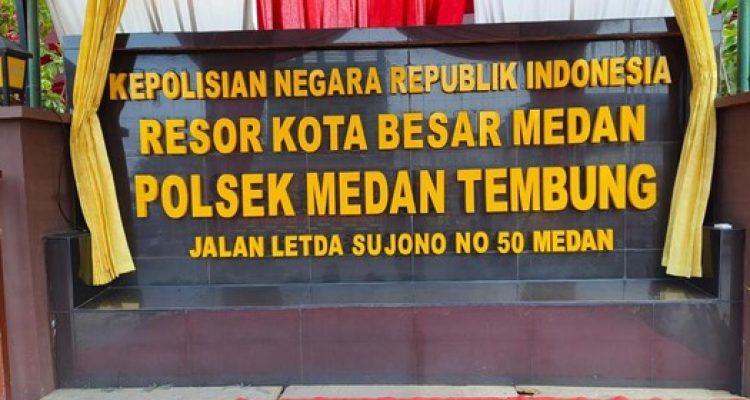 KEPOLISIAN NEGARA REPUBLIK INDONESIA
RESOR KOTA BESAR MEDAN
POLSEK MEDAN TEMBUNG
JALAN LETDA SUJONO NO 50 MEDAN